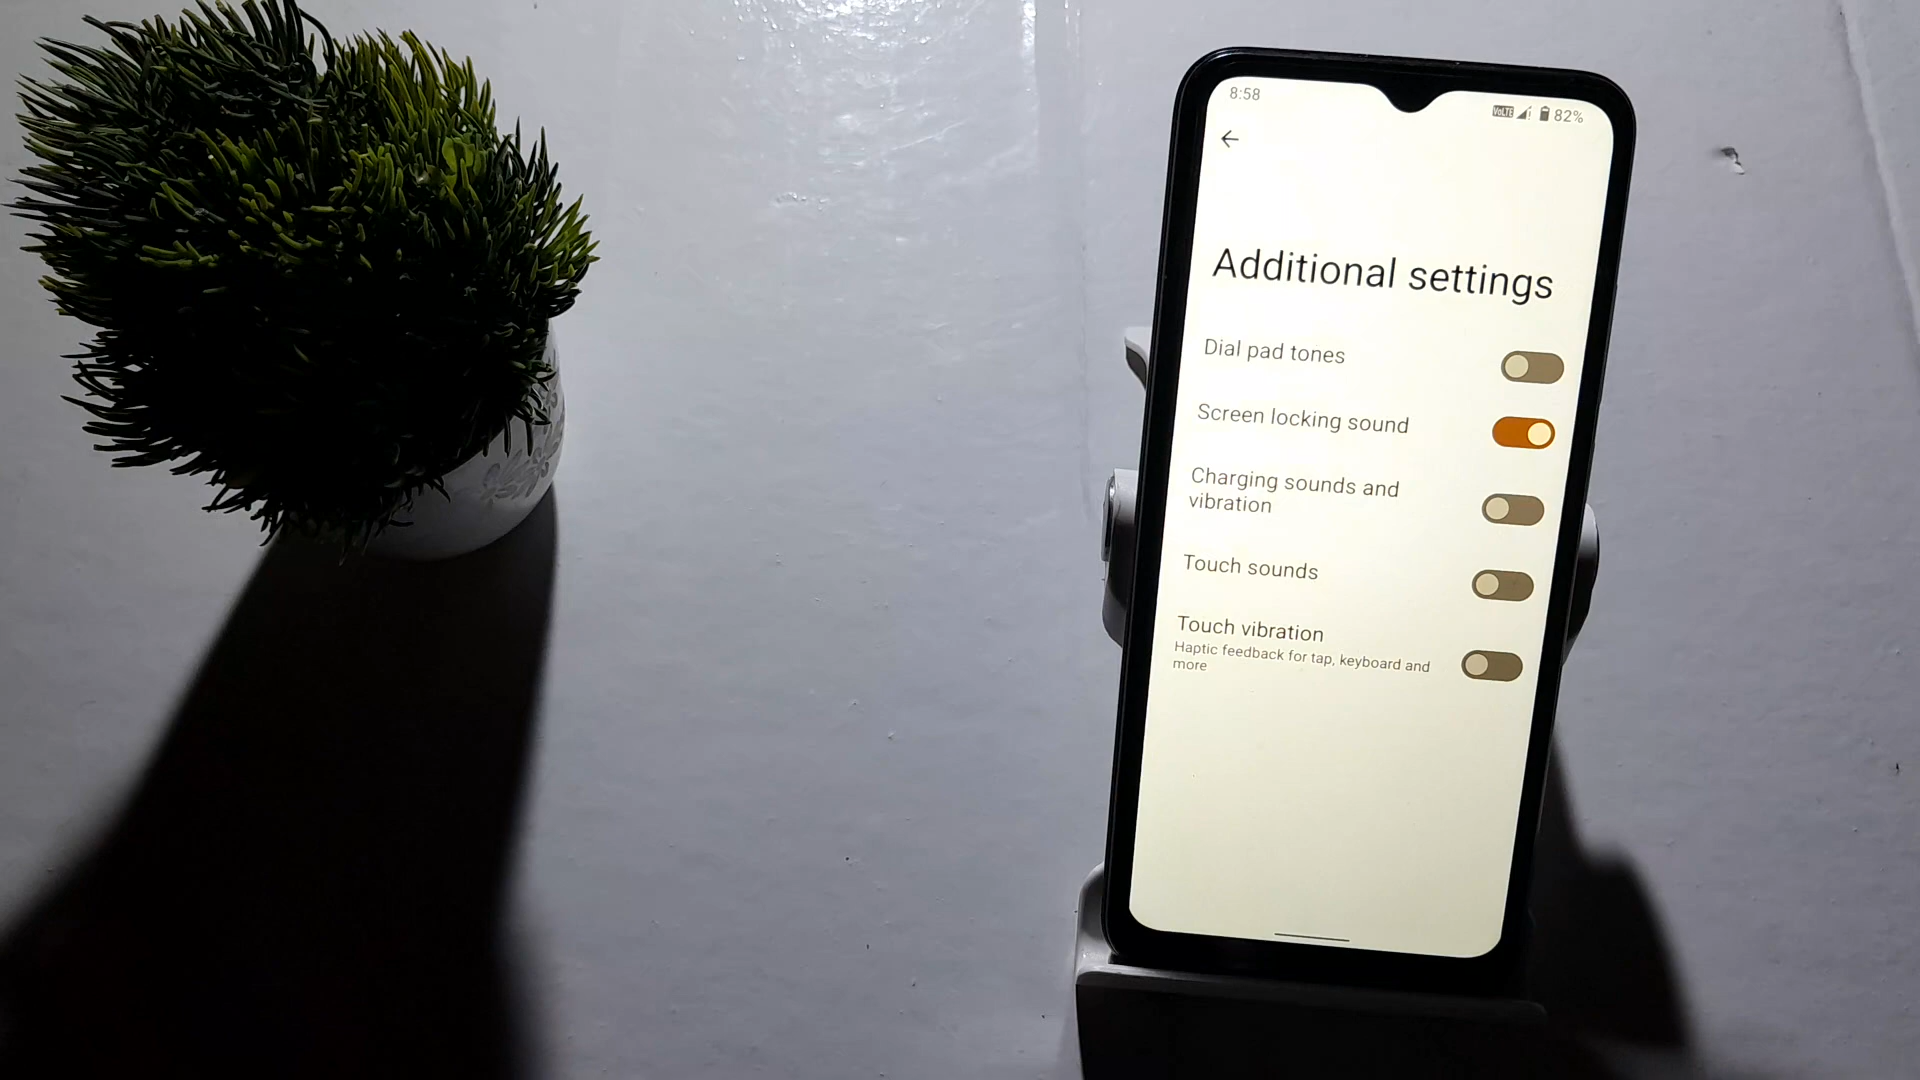 8:58
VoLTE 82%
Additional settings
Dial pad tones
Screen locking sound
Charging sounds and
vibration
Touch sounds
Touch vibration
Haptic feedback for tap, keyboard and
more